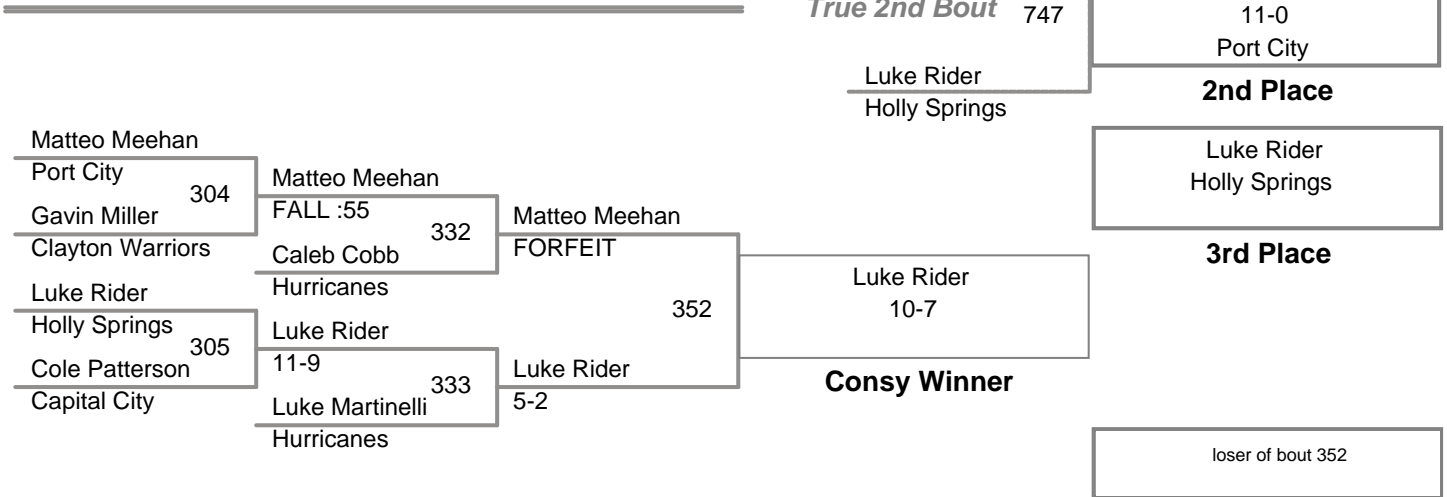 True 2nd Bout
747
11-0
Port City
2nd Place
Luke Rider
Holly Springs
Luke Rider
Holly Springs
3rd Place
Matteo Meehan
Port City
304
Gavin Miller
Clayton Warriors
Luke Rider
Holly Springs
305
Cole Patterson
Capital City
Matteo Meehan
FALL :55
332
Caleb Cobb
Hurricanes
Luke Rider
11-9
333
Luke Martinelli
Hurricanes
Matteo Meehan
FORFEIT
352
Luke Rider
5-2
Luke Rider
10-7
Consy Winner
loser of bout 352